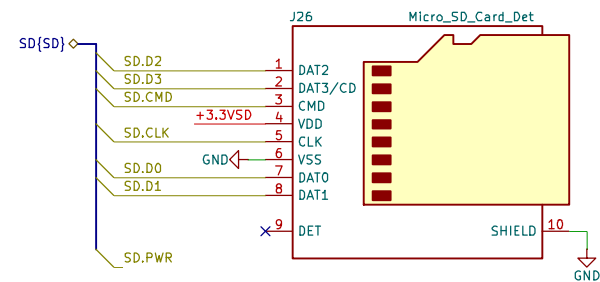 J26 Micro_SD_Card_Det
SD{SD}
SD.D2 1 DAT2
SD.D3 2 DAT3/CD
SD.CMD 3 CMD
+3.3VSD 4 VDD
SD.CLK 5 CLK
GND 6 VSS
SD.D0 7 DAT0
SD.D1 8 DAT1
9 DET SHIELD 10
SD.PWR
GND